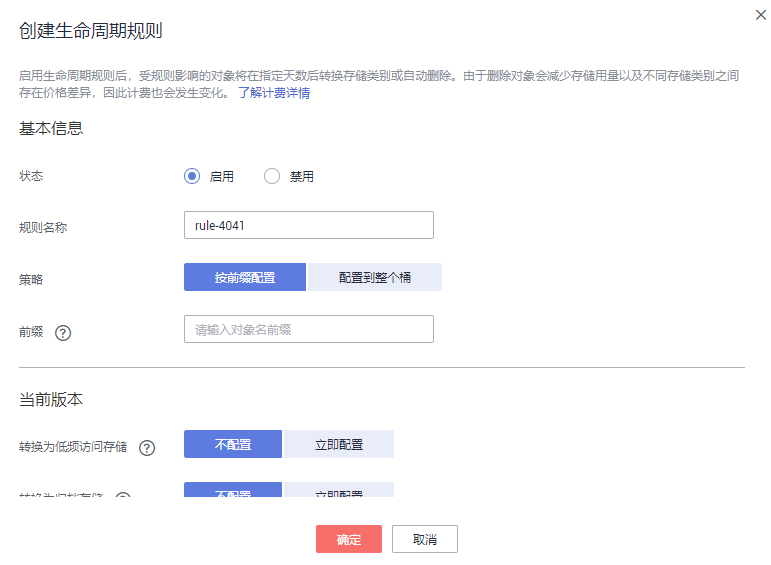 创建生命周期规则
启用生命周期规则后，受规则影响的对象将在指定天数后转换存储类别或自动删除。由于删除对象会减少存储用量以及不同存储类别之间
存在价格差异，因此计费也会发生变化。 了解计费详情
基本信息
状态 启用 禁用
规则名称 rule-4041
策略 按前缀配置 配置到整个桶
前缀 ? 请输入对象名前缀
当前版本
转换为低频访问存储 ? 不配置 立即配置
转换为归档存储 ? 不配置 立即配置
确定 取消